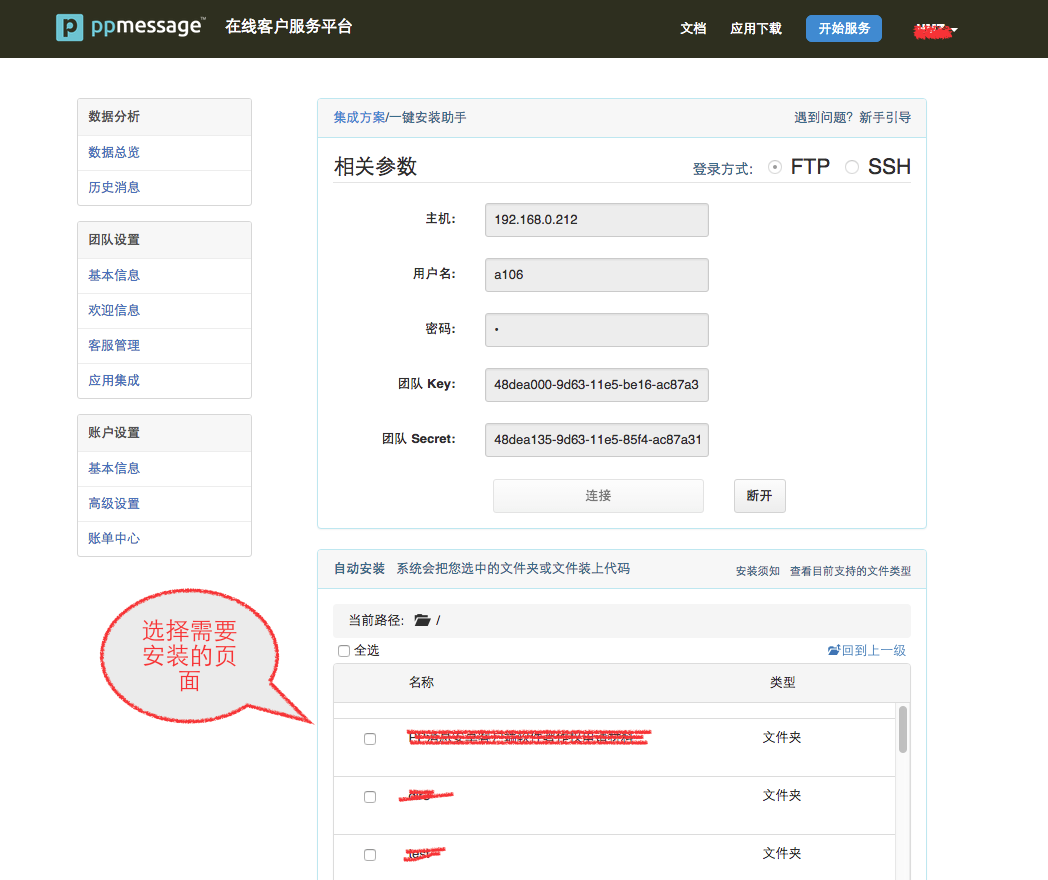 ppmessage™ 在线客户服务平台 文档 应用下载 开始服务
数据分析
数据总览
历史消息
团队设置
基本信息
欢迎信息
客服管理
应用集成
账户设置
基本信息
高级设置
账单中心
集成方案/一键安装助手 遇到问题? 新手引导
相关参数 登录方式: FTP SSH
主机: 192.168.0.212
用户名: a106
密码: •
团队 Key: 48dea000-9d63-11e5-be16-ac87a3
团队 Secret: 48dea135-9d63-11e5-85f4-ac87a31
连接 断开
自动安装 系统会把您选中的文件夹或文件装上代码 安装须知 查看目前支持的文件类型
选择需要
安装的页
面
当前路径: /
全选 回到上一级
名称 类型
文件夹
文件夹
test 文件夹